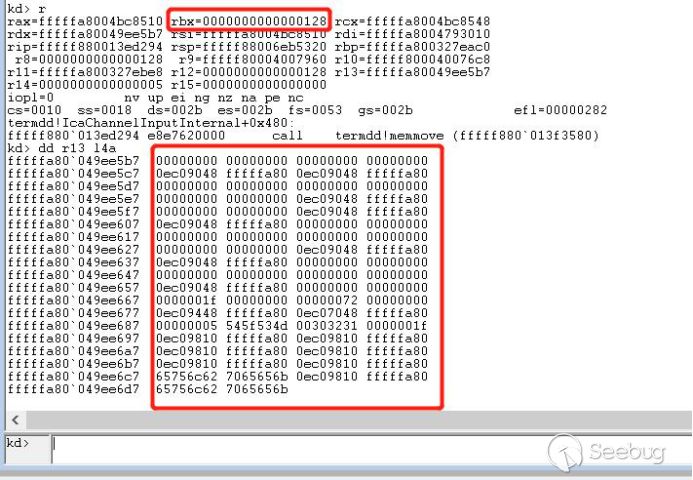 kd> r
rax=fffffa8004bc8510 rbx=0000000000000128 rcx=fffffa8004bc8548
rdx=fffffa80049ee5b7 rsi=fffffa8004bc8510 rdi=fffffa8004793010
rip=fffff880013ed294 rsp=fffff88006eb5320 rbp=fffffa800327eac0
r8=0000000000000128 r9=fffff80004007960 r10=fffff800040076c8
r11=fffffa800327ebe8 r12=0000000000000000 r13=fffffa80049ee5b7
r14=0000000000000005 r15=0000000000000000
iopl=0 nv up ei ng nz na pe nc
cs=0010 ss=0018 ds=002b es=002b fs=0053 gs=002b efl=00000282
termdd!IcaChannelInputInternal+0x480:
fffff880`013ed294 e8e7620000 call termdd!memmove (fffff880`013f3580)
kd> dd r13 l4a
fffffa80`049ee5b7 00000000 00000000 00000000 00000000
fffffa80`049ee5c7 0ec09048 fffffa80 0ec09048 fffffa80
fffffa80`049ee5d7 00000000 00000000 00000000 00000000
fffffa80`049ee5e7 00000000 00000000 0ec09048 fffffa80
fffffa80`049ee5f7 00000000 00000000 0ec09048 fffffa80
fffffa80`049ee607 0ec09048 fffffa80 00000000 00000000
fffffa80`049ee617 00000000 00000000 00000000 00000000
fffffa80`049ee627 00000000 00000000 0ec09048 fffffa80
fffffa80`049ee637 0ec09048 fffffa80 00000000 00000000
fffffa80`049ee647 00000000 00000000 00000000 00000000
fffffa80`049ee657 0ec09048 fffffa80 00000000 00000000
fffffa80`049ee667 0000001f 00000000 00000072 00000000
fffffa80`049ee677 0ec09448 fffffa80 0ec07048 fffffa80
fffffa80`049ee687 00000005 545f534d 00303231 0000001f
fffffa80`049ee697 0ec09810 fffffa80 0ec09810 fffffa80
fffffa80`049ee6a7 0ec09810 fffffa80 0ec09810 fffffa80
fffffa80`049ee6b7 0ec09810 fffffa80 0ec09810 fffffa80
fffffa80`049ee6c7 65756c62 7065656b 0ec09810 fffffa80
fffffa80`049ee6d7 65756c62 7065656b
kd>
Seebug